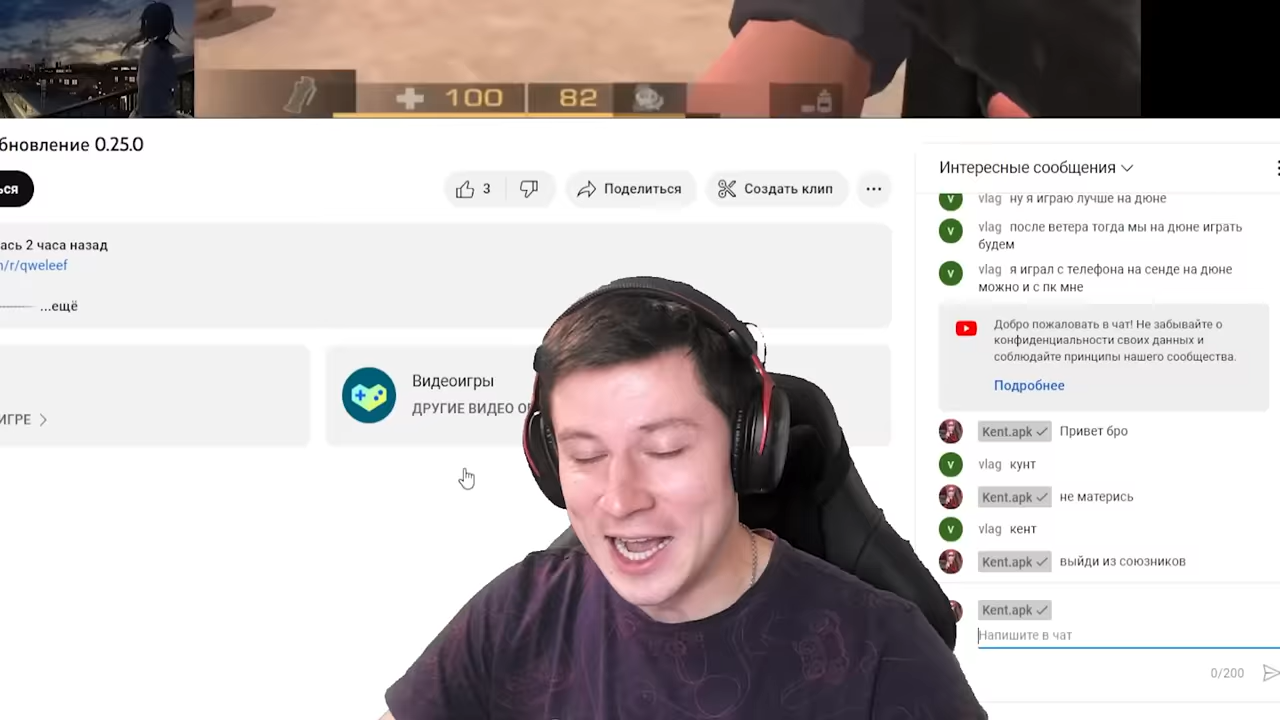 100
82
бновление 0.25.0
ься
3
Поделиться
Создать клип
ась 2 часа назад
n/r/qweleef
...ещё
ИГРЕ
Видеоигры
ДРУГИЕ ВИДЕО
Интересные сообщения
vlag ну я играю лучше на дюне
vlag после ветера тогда мы на дюне играть
будем
vlag я играл с телефона на сенде на дюне
можно и с пк мне
Добро пожаловать в чат! Не забывайте о
конфиденциальности своих данных и
соблюдайте принципы нашего сообщества.
Подробнее
Kent.apk Привет бро
V vlag кунт
Kent.apk не матерись
V vlag кент
Kent.apk выйди из союзников
Kent.apk
Напишите в чат
0/200